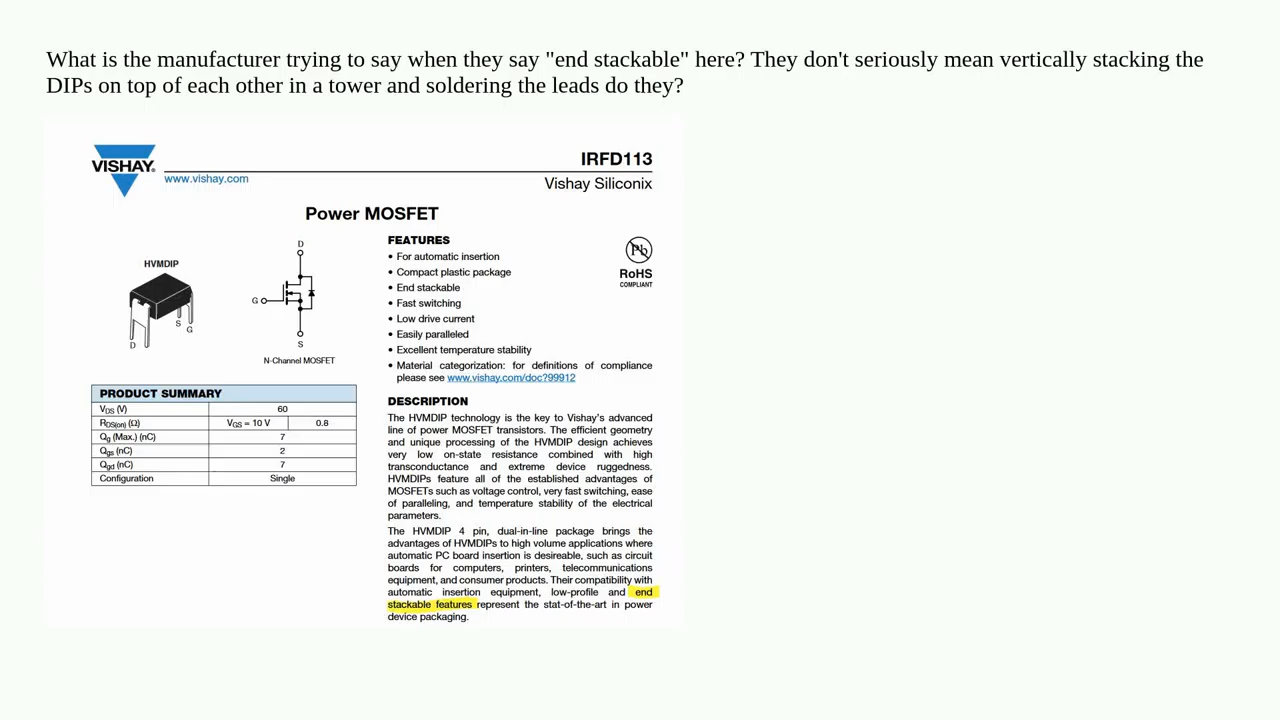 What is the manufacturer trying to say when they say "end stackable" here? They don't seriously mean vertically stacking the
DIPs on top of each other in a tower and soldering the leads do they?
VISHAY®
www.vishay.com
IRFD113
Vishay Siliconix
Power MOSFET
HVMDIP
D
S
G
D
G
S
N-Channel MOSFET
PRODUCT SUMMARY
VDS (V) 60
RDS(on) (Ω) VGS = 10 V 0.8
Qg (Max.) (nC) 7
Qgs (nC) 2
Qgd (nC) 7
Configuration Single
FEATURES
• For automatic insertion
• Compact plastic package
• End stackable
• Fast switching
• Low drive current
• Easily paralleled
• Excellent temperature stability
• Material categorization: for definitions of compliance
please see www.vishay.com/doc?99912
Pb
RoHS
COMPLIANT
DESCRIPTION
The HVMDIP technology is the key to Vishay's advanced
line of power MOSFET transistors. The efficient geometry
and unique processing of the HVMDIP design achieves
very low on-state resistance combined with high
transconductance and extreme device ruggedness.
HVMDIPs feature all of the established advantages of
MOSFETs such as voltage control, very fast switching, ease
of paralleling, and temperature stability of the electrical
parameters.
The HVMDIP 4 pin, dual-in-line package brings the
advantages of HVMDIPs to high volume applications where
automatic PC board insertion is desireable, such as circuit
boards for computers, printers, telecommunications
equipment, and consumer products. Their compatibility with
automatic insertion equipment, low-profile and end
stackable features represent the stat-of-the-art in power
device packaging.